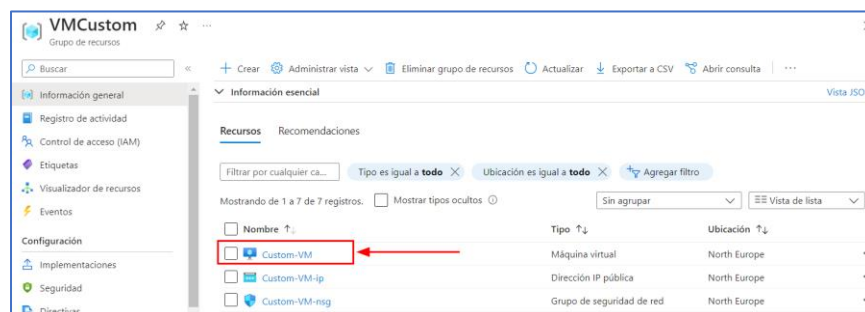 VMCustom
Grupo de recursos
Buscar
Crear Administrar vista Eliminar grupo de recursos Actualizar Exportar a CSV Abrir consulta
Información general
Información esencial
Vista JSO
Registro de actividad
Control de acceso (IAM)
Recursos Recomendaciones
Etiquetas
Filtrar por cualquier ca... Tipo es igual a todo Ubicación es igual a todo Agregar filtro
Visualizador de recursos
Mostrando de 1 a 7 de 7 registros. Mostrar tipos ocultos Sin agrupar Vista de lista
Eventos
Nombre Tipo Ubicación
Configuración
Custom-VM Máquina virtual North Europe
Implementaciones
Custom-VM-ip Dirección IP pública North Europe
Seguridad
Custom-VM-nsg Grupo de seguridad de red North Europe
Directivas